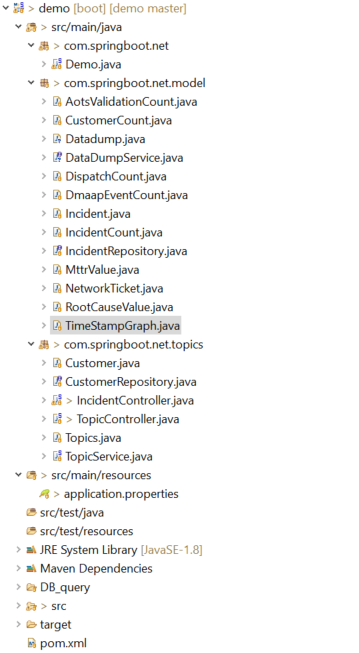 > demo [boot] [demo master]
> src/main/java
> com.springboot.net
> Demo.java
> com.springboot.net.model
AotsValidationCount.java
CustomerCount.java
Datadump.java
DataDumpService.java
DispatchCount.java
DmaapEventCount.java
Incident.java
IncidentCount.java
IncidentRepository.java
MttrValue.java
NetworkTicket.java
RootCauseValue.java
TimeStampGraph.java
> com.springboot.net.topics
Customer.java
CustomerRepository.java
> IncidentController.java
> TopicController.java
Topics.java
TopicService.java
> src/main/resources
> application.properties
src/test/java
src/test/resources
JRE System Library [JavaSE-1.8]
Maven Dependencies
DB_query
> src
target
pom.xml